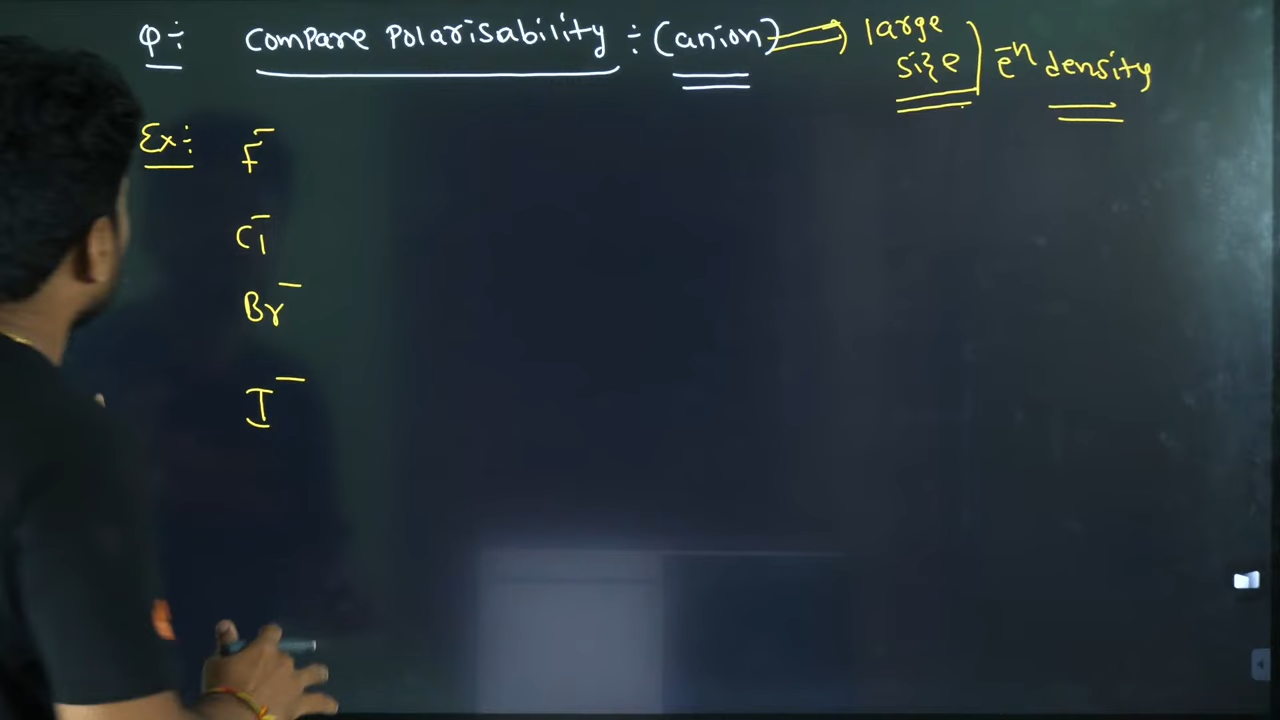 Q÷ Compare Polarisability ÷ (anion) ⇒ large size) e⁻n density
Ex÷ F⁻
Cl⁻
Br⁻
I⁻